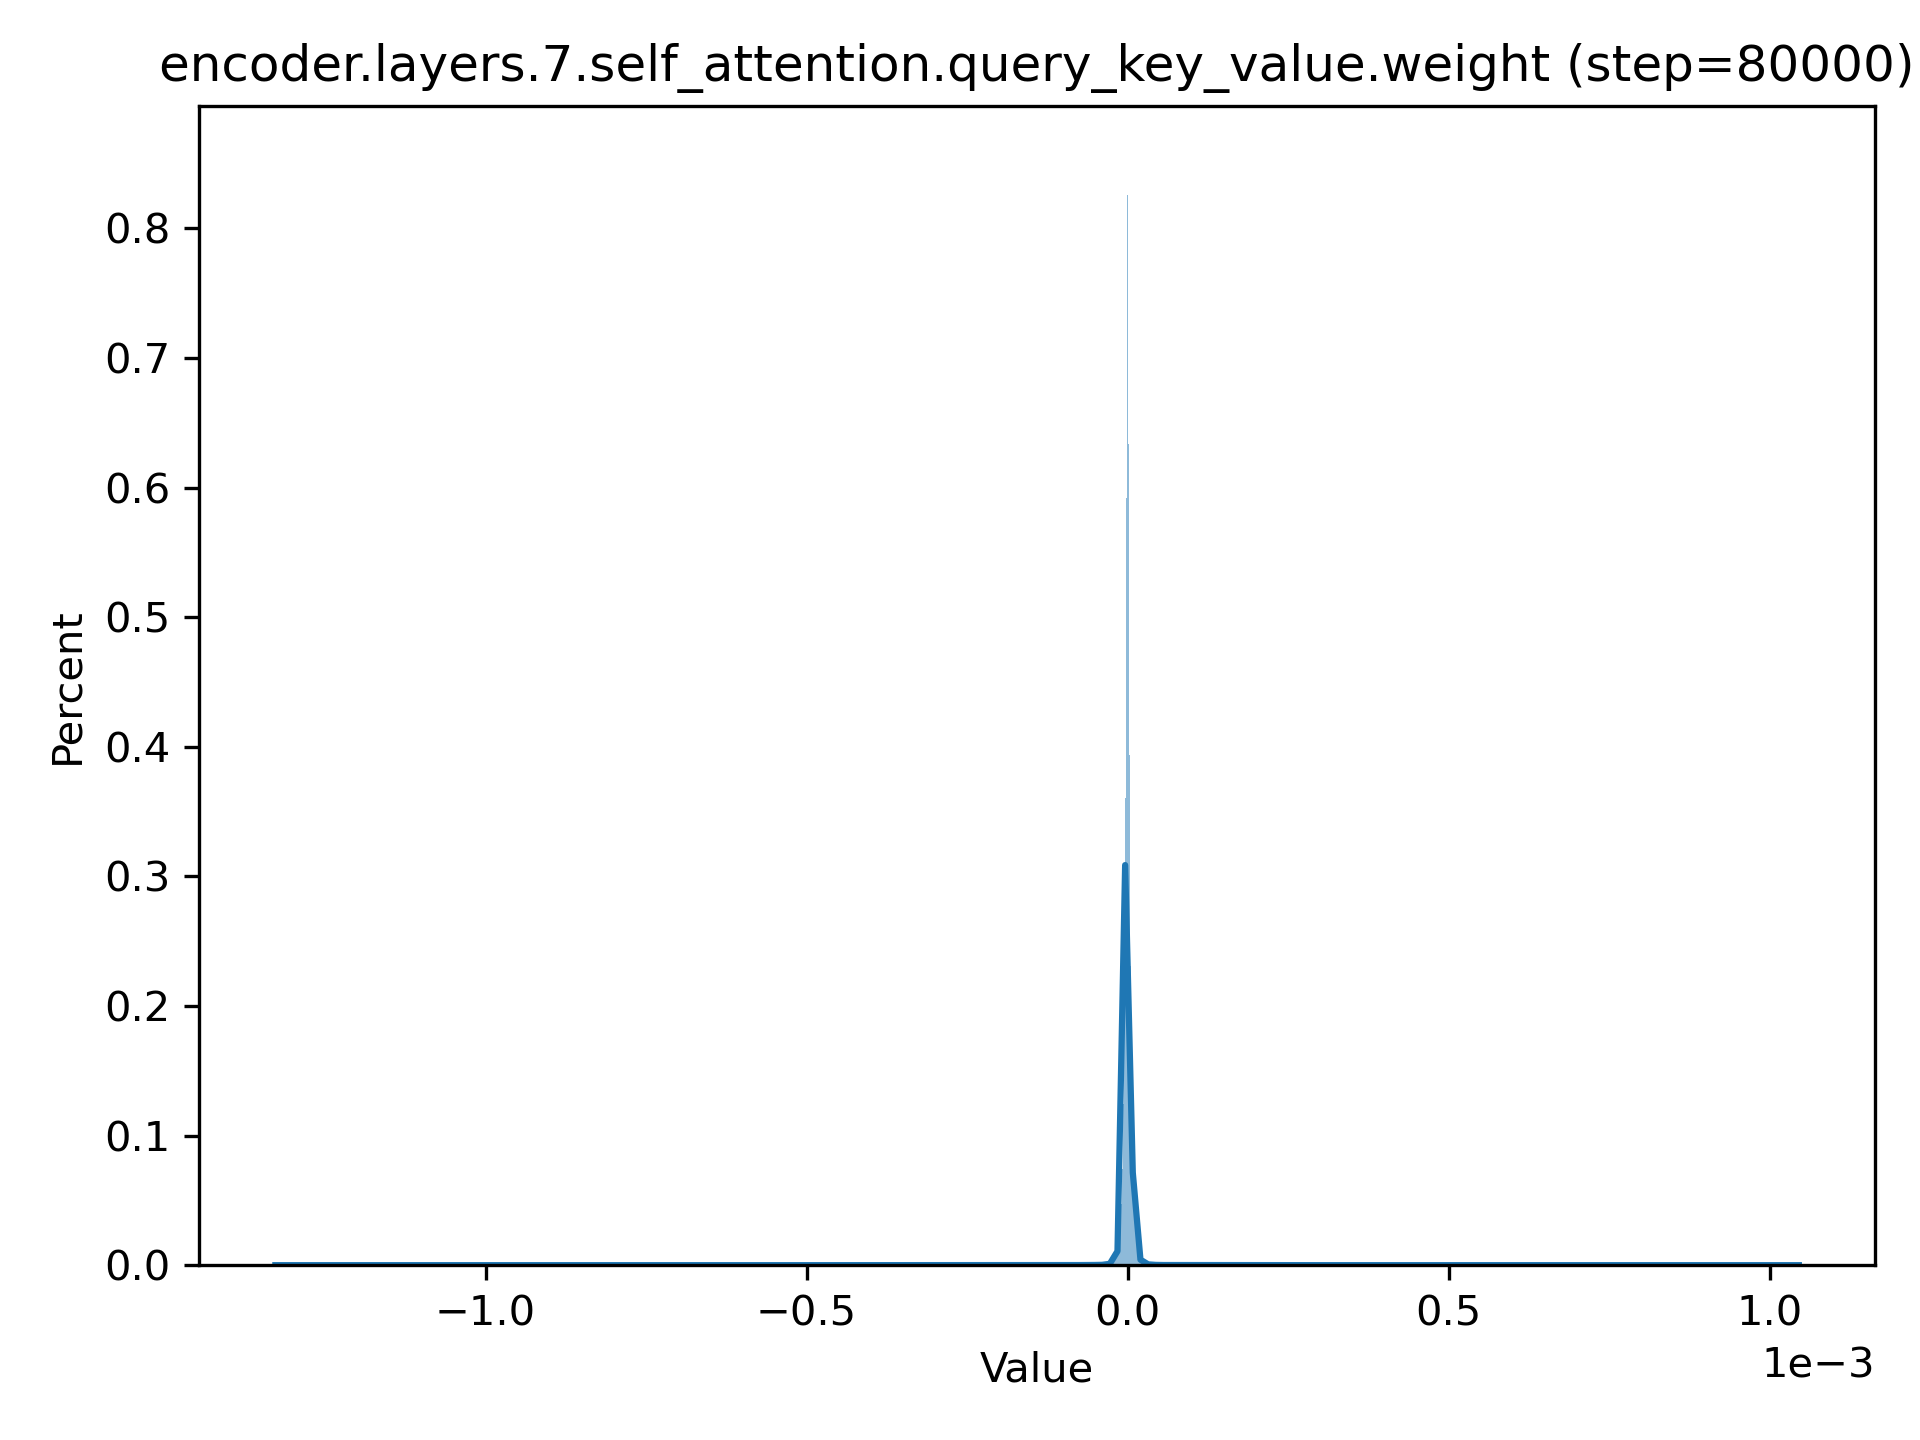 encoder.layers.7.self_attention.query_key_value.weight (step=80000)
Percent
0.8
0.7
0.6
0.5
0.4
0.3
0.2
0.1
0.0
−1.0 −0.5 0.0 0.5 1.0
1e−3
Value